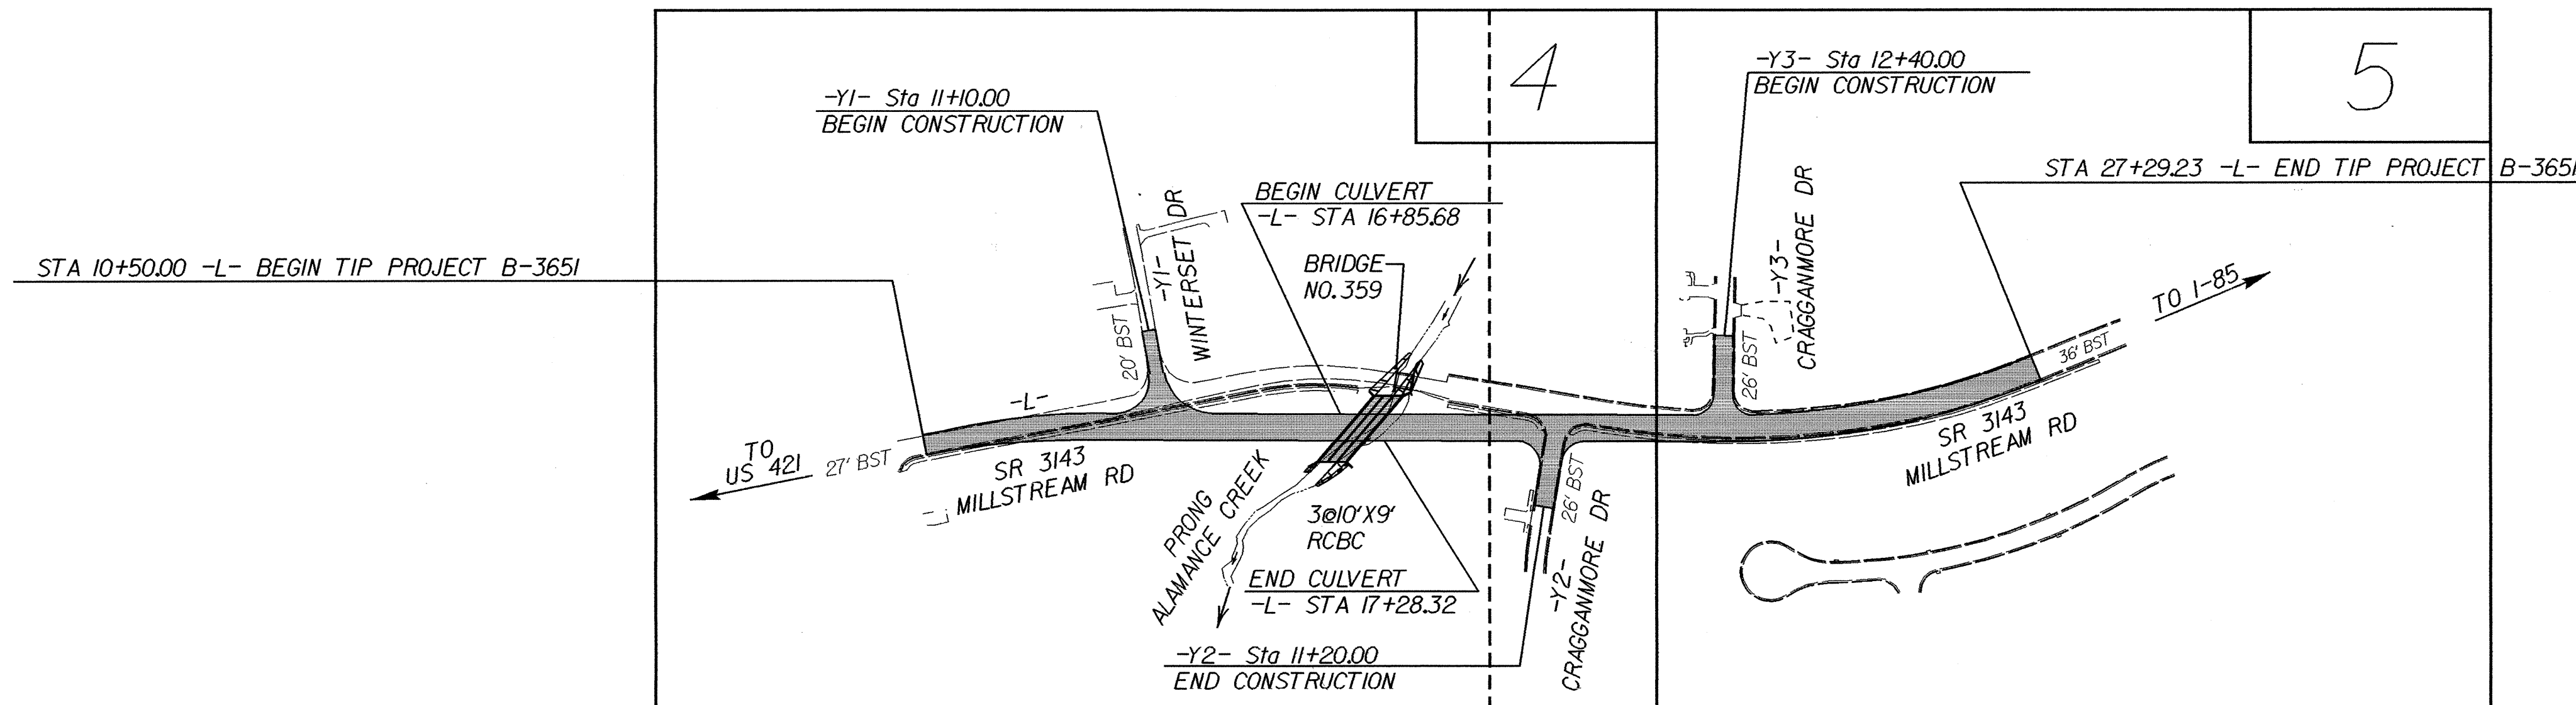 4
5
-Y3- Sta 12+40.00
BEGIN CONSTRUCTION
-Y1- Sta 11+10.00
BEGIN CONSTRUCTION
STA 27+29.23 -L- END TIP PROJECT B-3651
BEGIN CULVERT
-L- STA 16+85.68
STA 10+50.00 -L- BEGIN TIP PROJECT B-3651
BRIDGE
NO. 359
-Y1-
WINTERSET DR
-Y3-
CRAGGANMORE DR
TO I-85
20' BST
-L-
26' BST
36' BST
TO
US 421
27' BST
SR 3143
MILLSTREAM RD
SR 3143
MILLSTREAM RD
PRONG
ALAMANCE CREEK
3@10'X9'
RCBC
26' BST
-Y2-
CRAGGANMORE DR
END CULVERT
-L- STA 17+28.32
-Y2- Sta 11+20.00
END CONSTRUCTION